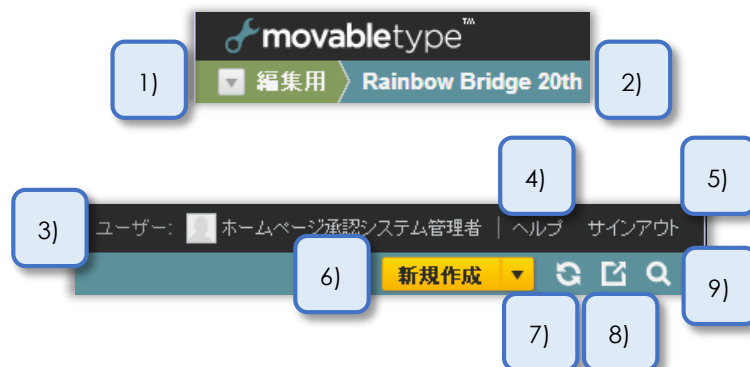 movabletype™
1)
編集用
Rainbow Bridge 20th
2)
4)
5)
3)
ユーザー: ホームページ承認システム管理者 | ヘルプ サインアウト
6)
新規作成
9)
7)
8)